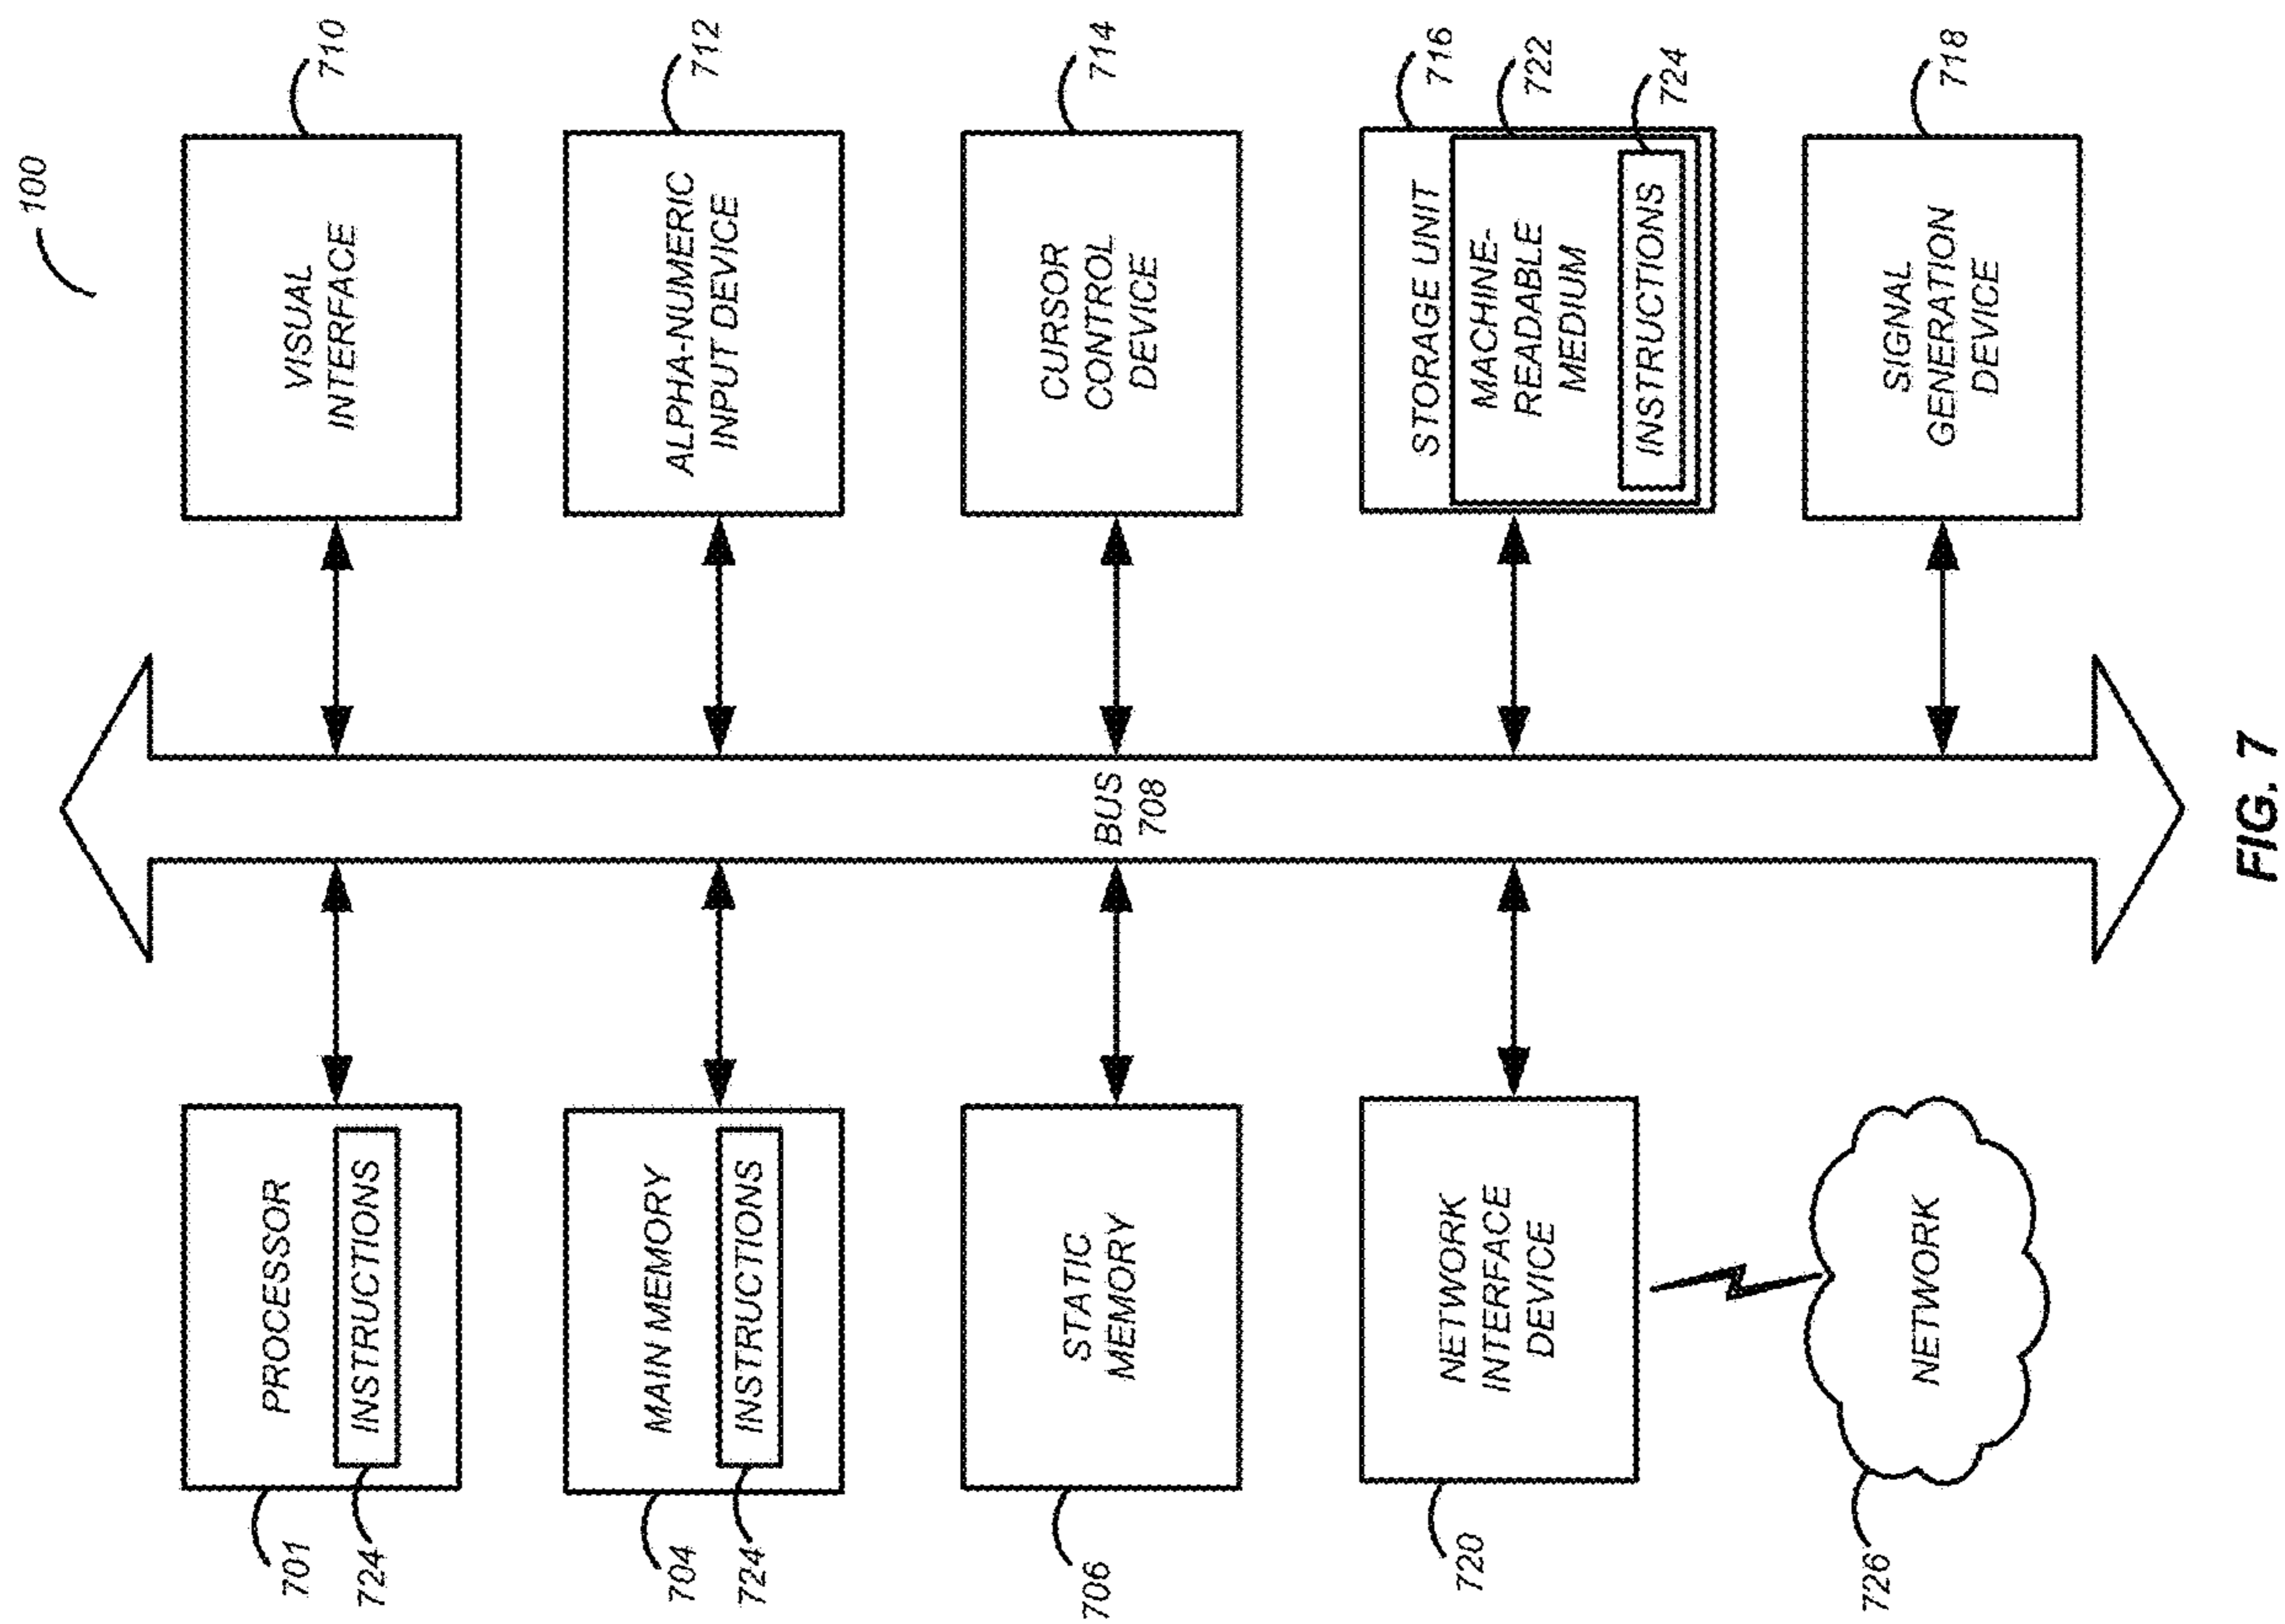 100
701
PROCESSOR
INSTRUCTIONS
724
VISUAL
INTERFACE
710
704
MAIN MEMORY
INSTRUCTIONS
724
ALPHA-NUMERIC
INPUT DEVICE
712
706
STATIC
MEMORY
BUS
708
CURSOR
CONTROL
DEVICE
714
720
NETWORK
INTERFACE
DEVICE
STORAGE UNIT
716
MACHINE-
READABLE
MEDIUM
722
INSTRUCTIONS
724
726
NETWORK
SIGNAL
GENERATION
DEVICE
718
FIG. 7